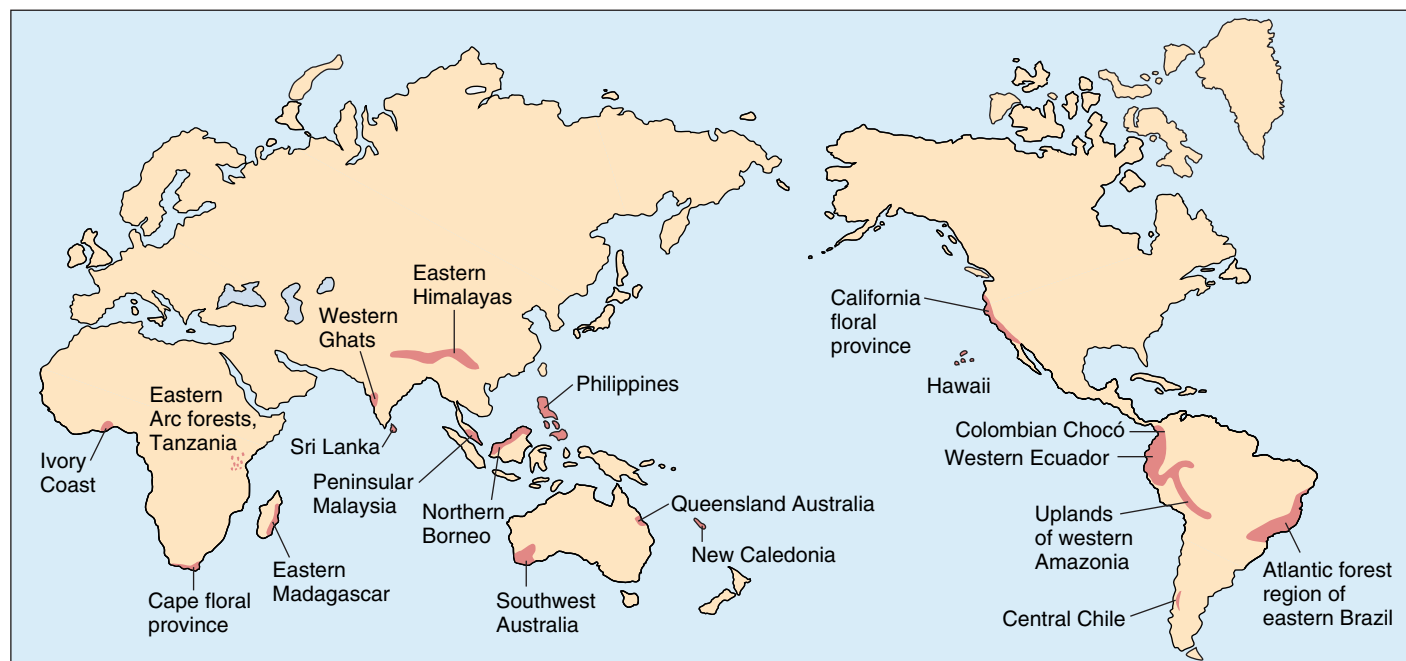 Eastern
Himalayas
Western
Ghats
Philippines
Eastern
Arc forests,
Tanzania
Sri Lanka
Ivory
Coast
Peninsular
Malaysia
Northern
Borneo
Queensland Australia
New Caledonia
Eastern
Madagascar
Cape floral
province
Southwest
Australia
California
floral
province
Hawaii
Colombian Chocó
Western Ecuador
Uplands
of western
Amazonia
Central Chile
Atlantic forest
region of
eastern Brazil